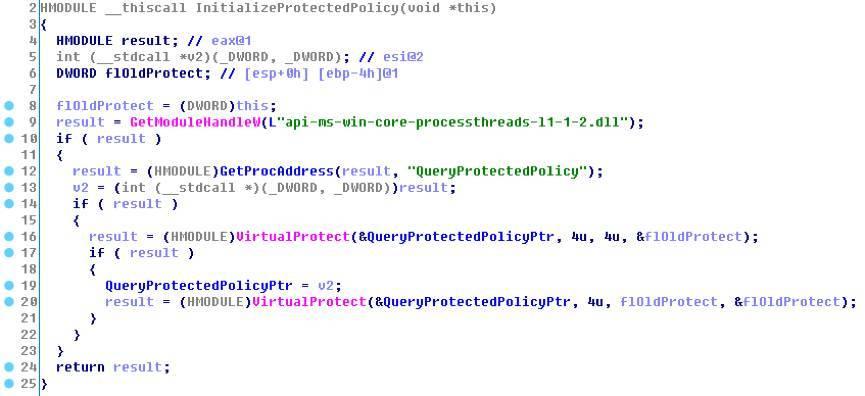 2 HMODULE __thiscall InitializeProtectedPolicy(void *this)
3 {
4   HMODULE result; // eax@1
5   int (__stdcall *v2)(_DWORD, _DWORD); // esi@2
6   DWORD flOldProtect; // [esp+0h] [ebp-4h]@1
7
8   flOldProtect = (DWORD)this;
9   result = GetModuleHandleW(L"api-ms-win-core-processthreads-l1-1-2.dll");
10   if ( result )
11   {
12     result = (HMODULE)GetProcAddress(result, "QueryProtectedPolicy");
13     v2 = (int (__stdcall *)(_DWORD, _DWORD))result;
14     if ( result )
15     {
16       result = (HMODULE)VirtualProtect(&QueryProtectedPolicyPtr, 4u, 4u, &flOldProtect);
17       if ( result )
18       {
19         QueryProtectedPolicyPtr = v2;
20         result = (HMODULE)VirtualProtect(&QueryProtectedPolicyPtr, 4u, flOldProtect, &flOldProtect);
21       }
22     }
23   }
24   return result;
25 }